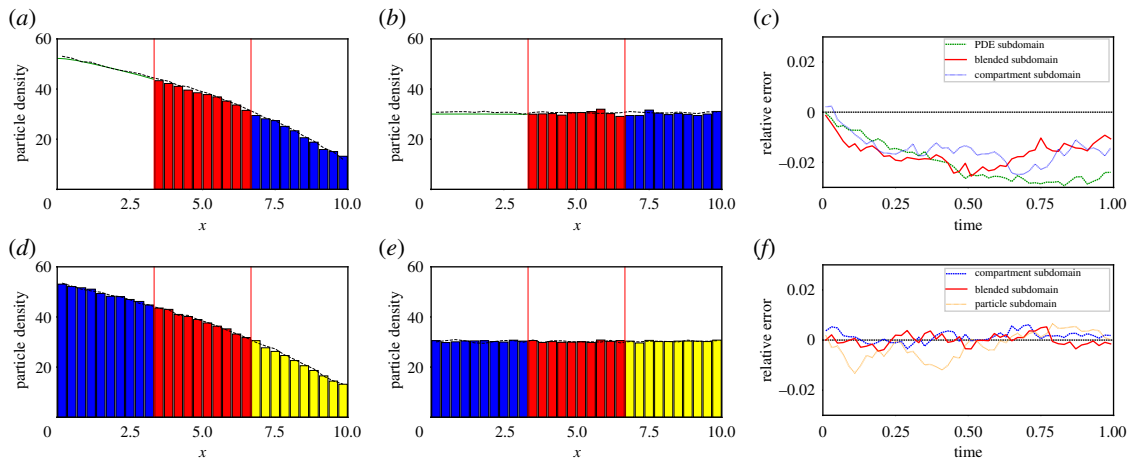 (a)
(b)
(c)
60
40
20
particle density
0
2.5
5.0
7.5
10.0
x
60
40
20
particle density
0
2.5
5.0
7.5
10.0
x
0.02
0
−0.02
relative error
PDE subdomain
blended subdomain
compartment subdomain
0
0.25
0.50
0.75
1.00
time
(d)
(e)
(f)
60
40
20
particle density
0
2.5
5.0
7.5
10.0
x
60
40
20
particle density
0
2.5
5.0
7.5
10.0
x
0.02
0
−0.02
relative error
compartment subdomain
blended subdomain
particle subdomain
0
0.25
0.50
0.75
1.00
time